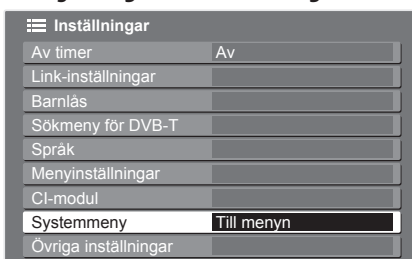 Inställningar
Av timer Av
Link-inställningar
Barnlås
Sökmeny för DVB-T
Språk
Menyinställningar
CI-modul
Systemmeny Till menyn
Övriga inställningar